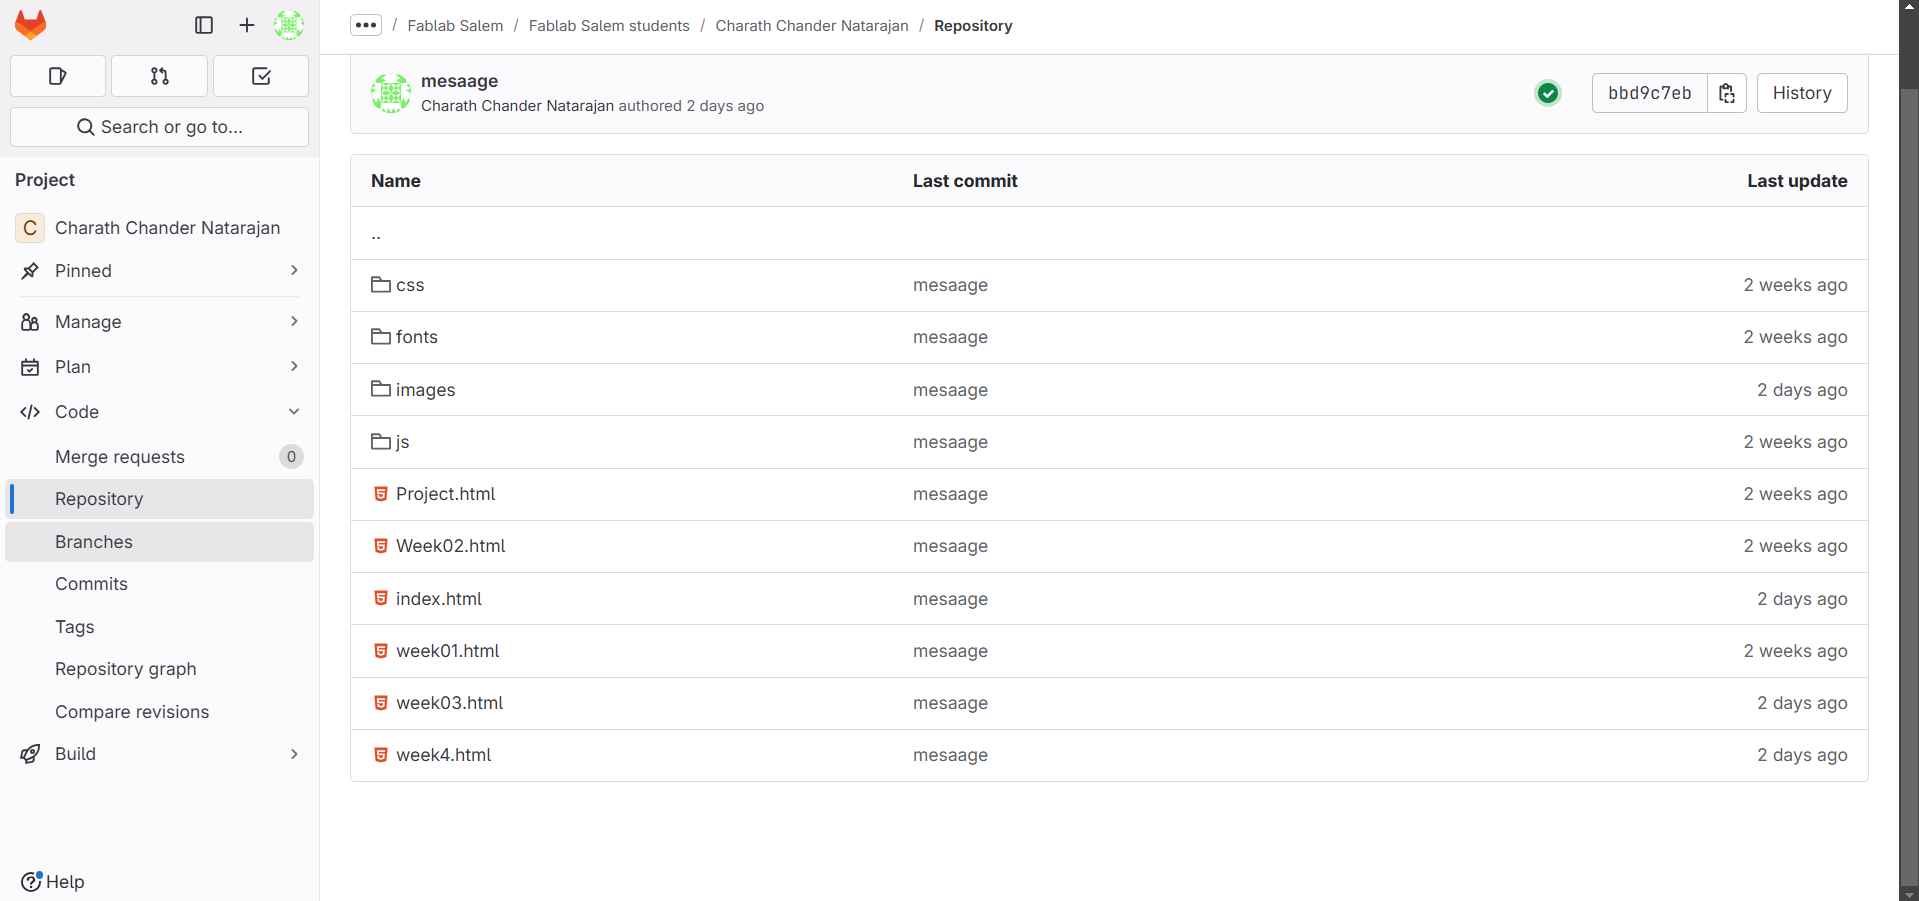 ••• / Fablab Salem / Fablab Salem students / Charath Chander Natarajan / Repository
Search or go to...
Project
C Charath Chander Natarajan
Pinned
Manage
Plan
Code
Merge requests 0
Repository
Branches
Commits
Tags
Repository graph
Compare revisions
Build
Help
mesaage
Charath Chander Natarajan authored 2 days ago
bbd9c7eb History
Name Last commit Last update
..
css mesaage 2 weeks ago
fonts mesaage 2 weeks ago
images mesaage 2 days ago
js mesaage 2 weeks ago
Project.html mesaage 2 weeks ago
Week02.html mesaage 2 weeks ago
index.html mesaage 2 days ago
week01.html mesaage 2 weeks ago
week03.html mesaage 2 days ago
week4.html mesaage 2 days ago